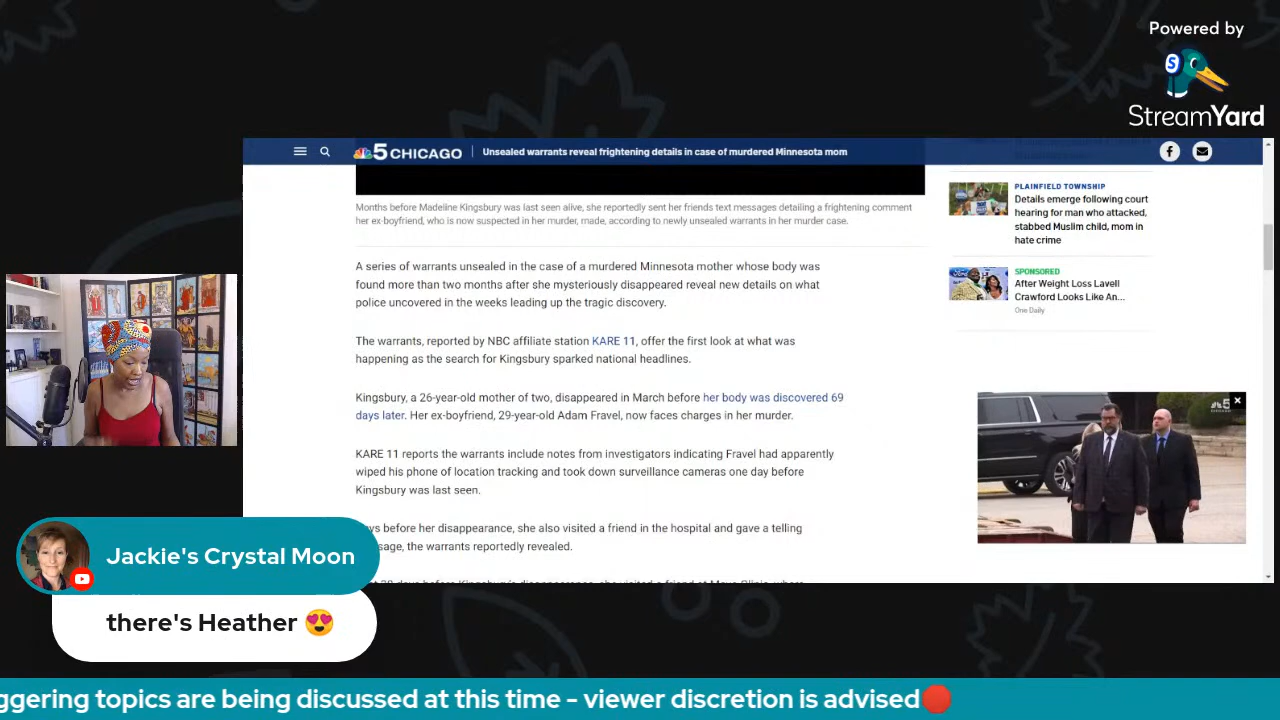 Powered by
StreamYard
5 CHICAGO
Unsealed warrants reveal frightening details in case of murdered Minnesota mom
Months before Madeline Kingsbury was last seen alive, she reportedly sent her friends text messages detailing a frightening comment
her ex-boyfriend, who is now suspected in her murder, made, according to newly unsealed warrants in her murder case.
A series of warrants unsealed in the case of a murdered Minnesota mother whose body was
found more than two months after she mysteriously disappeared reveal new details on what
police uncovered in the weeks leading up the tragic discovery.
The warrants, reported by NBC affiliate station KARE 11, offer the first look at what was
happening as the search for Kingsbury sparked national headlines.
Kingsbury, a 26-year-old mother of two, disappeared in March before her body was discovered 69
days later. Her ex-boyfriend, 29-year-old Adam Fravel, now faces charges in her murder.
KARE 11 reports the warrants include notes from investigators indicating Fravel had apparently
wiped his phone of location tracking and took down surveillance cameras one day before
Kingsbury was last seen.
ys before her disappearance, she also visited a friend in the hospital and gave a telling
sage, the warrants reportedly revealed.
PLAINFIELD TOWNSHIP
Details emerge following court
hearing for man who attacked,
stabbed Muslim child, mom in
hate crime
SPONSORED
After Weight Loss Lavell
Crawford Looks Like An...
One Daily
5
Jackie's Crystal Moon
there's Heather 😍
ggering topics are being discussed at this time - viewer discretion is advised🛑